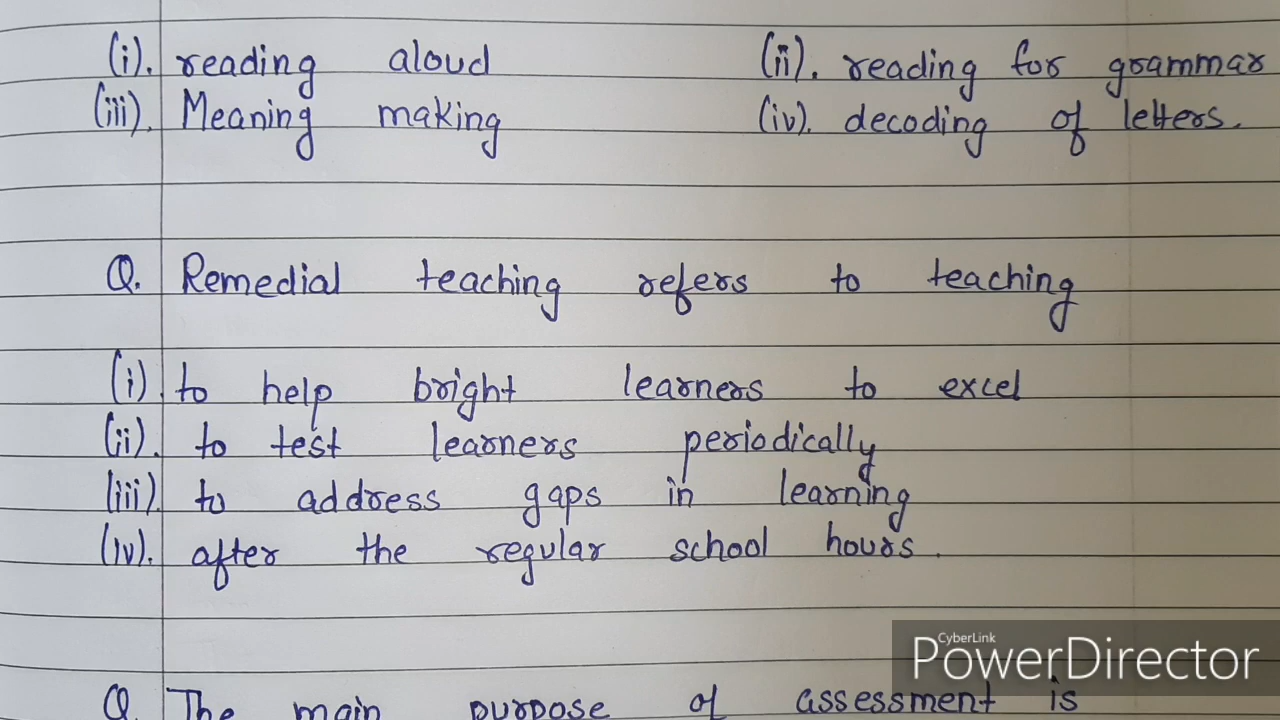 (i). reading aloud (ii). reading for grammar
(iii). Meaning making (iv). decoding of letters.
Q. Remedial teaching refers to teaching
(i). to help bright learners to excel
(ii). to test learners periodically
(iii). to address gaps in learning
(iv). after the regular school hours.
CyberLink
PowerDirector
Q. The main purpose of assessment is